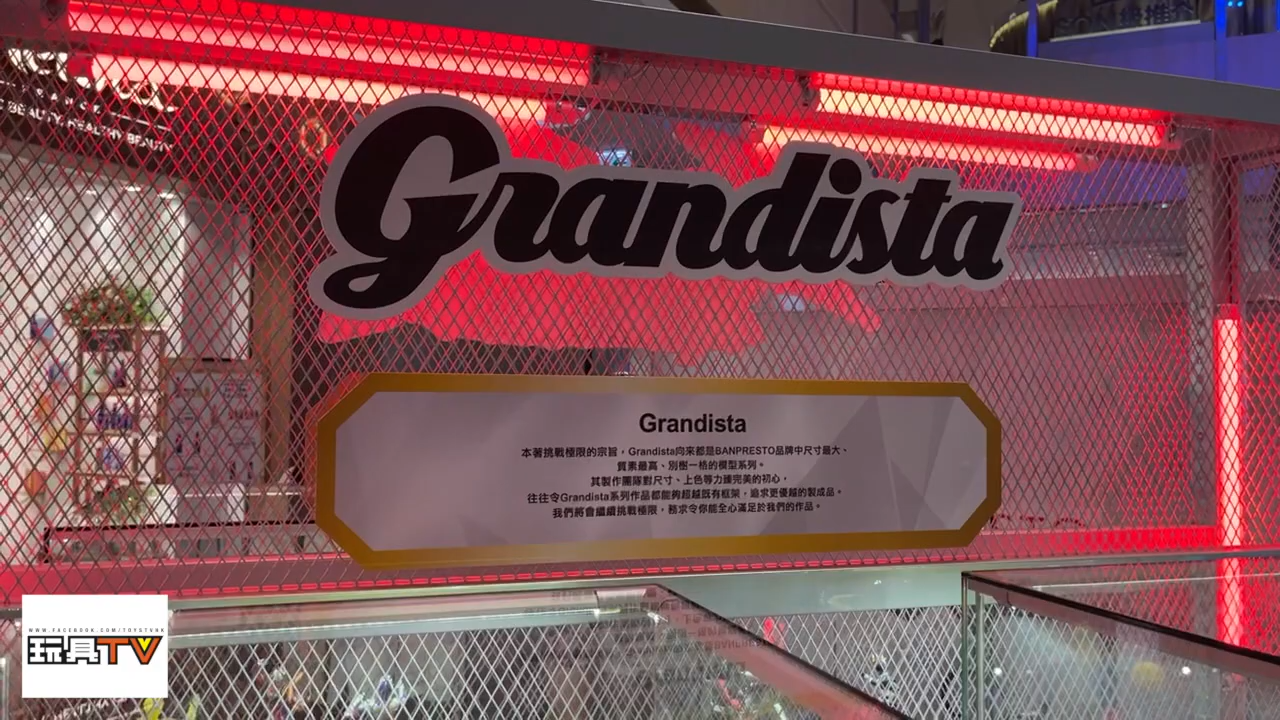 BEAUTY, HEALTHY BEAUTY
Grandista
Grandista
本著挑戰極限的宗旨,Grandista向來都是BANPRESTO品牌中尺寸最大、
質素最高、別樹一格的模型系列。
其製作團隊對尺寸、上色等力臻完美的初心,
往往令Grandista系列作品都能夠超越既有框架,追求更優越的製成品。
我們將會繼續挑戰極限,務求令你能全心滿足於我們的作品。
WWW.FACEBOOK.COM/TOYSTVHK
玩具TV